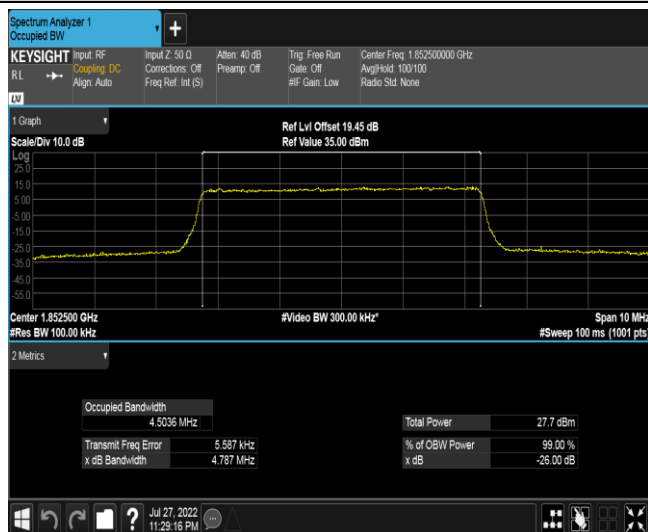 Spectrum Analyzer 1
Occupied BW
+
KEYSIGHT
RL
LXI
Input: RF
Coupling: DC
Align: Auto
Input Z: 50 Ω
Corrections: Off
Freq Ref: Int (S)
Atten: 40 dB
Preamp: Off
Trig: Free Run
Gate: Off
#IF Gain: Low
Center Freq: 1.852500000 GHz
Avg|Hold: 100/100
Radio Std: None
1 Graph
Scale/Div 10.0 dB
Ref Lvl Offset 19.45 dB
Ref Value 35.00 dBm
Log
25.0
15.0
5.00
-5.00
-15.0
-25.0
-35.0
-45.0
-55.0
Center 1.852500 GHz
#Res BW 100.00 kHz
#Video BW 300.00 kHz*
Span 10 MHz
#Sweep 100 ms (1001 pts)
2 Metrics
Occupied Bandwidth
4.5036 MHz
Transmit Freq Error 5.587 kHz
x dB Bandwidth 4.787 MHz
Total Power 27.7 dBm
% of OBW Power 99.00 %
x dB -26.00 dB
?
Jul 27, 2022
11:29:16 PM